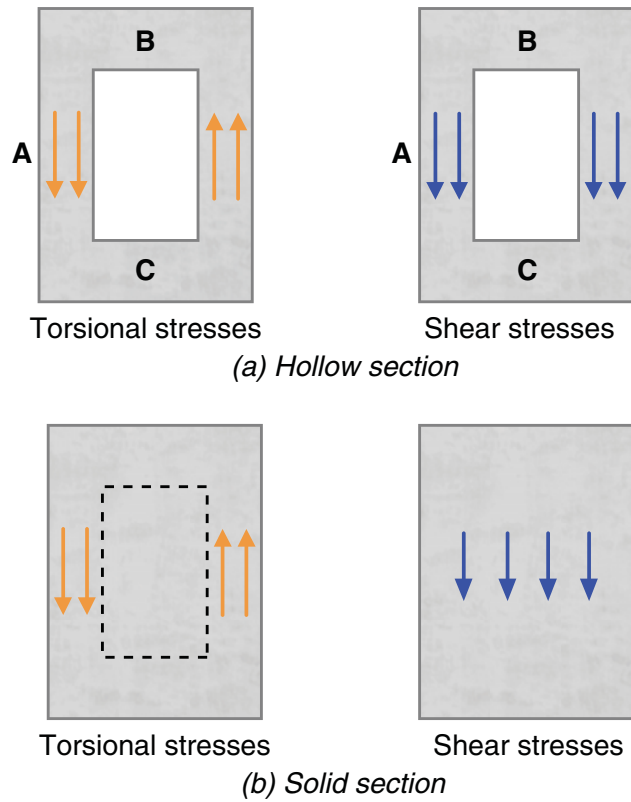 B B
A A
C C
Torsional stresses Shear stresses
(a) Hollow section
Torsional stresses Shear stresses
(b) Solid section